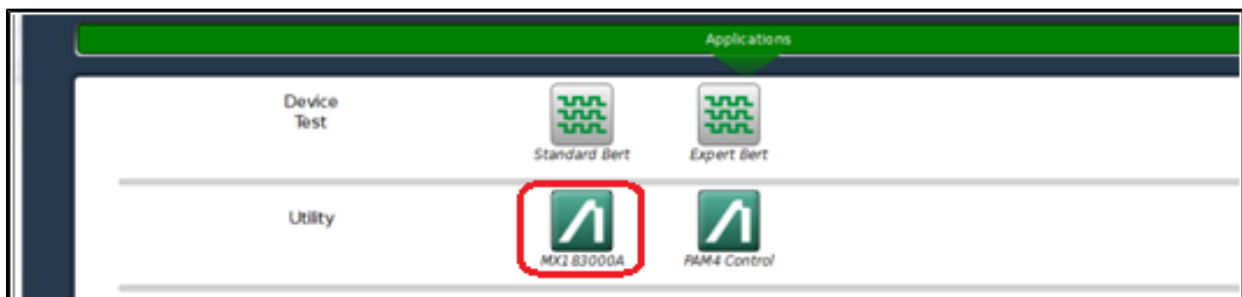 Applications
Device
Test
Standard Bert
Expert Bert
Utility
MX183000A
PAM4 Control